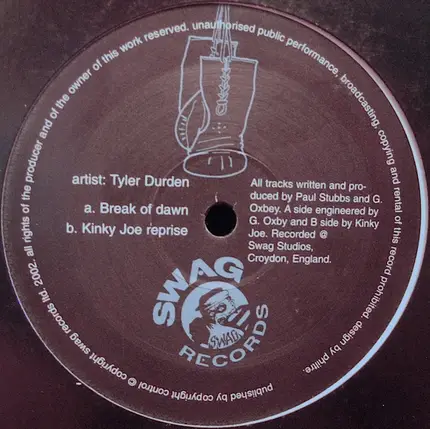 all rights of the producer and of the owner of this work reserved. unauthorised public performance, broadcasting, copying and rental of this record prohibited. design by philtre.
artist: Tyler Durden
a. Break of dawn
b. Kinky Joe reprise
All tracks written and pro-
duced by Paul Stubbs and G.
Oxbey. A side engineered by
G. Oxby and B side by Kinky
Joe. Recorded @
Swag Studios,
Croydon, England.
SWAG
SWAG
RECORDS
published by copyright control © copyright swag records ltd. 2002.